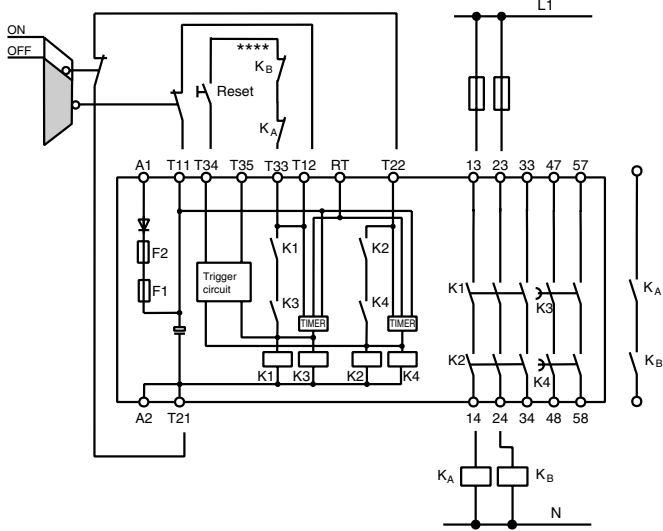 L1
ON
OFF
****
K_B
Reset
K_A
A1 T11 T34 T35 T33 T12 RT T22 13 23 33 47 57
F2
K1 K2
Trigger
circuit
F1
K1 K_A
K3 K4 K3
TIMER TIMER
K2 K_B
K1 K3 K2 K4 K4
A2 T21 14 24 34 48 58
K_A K_B
N